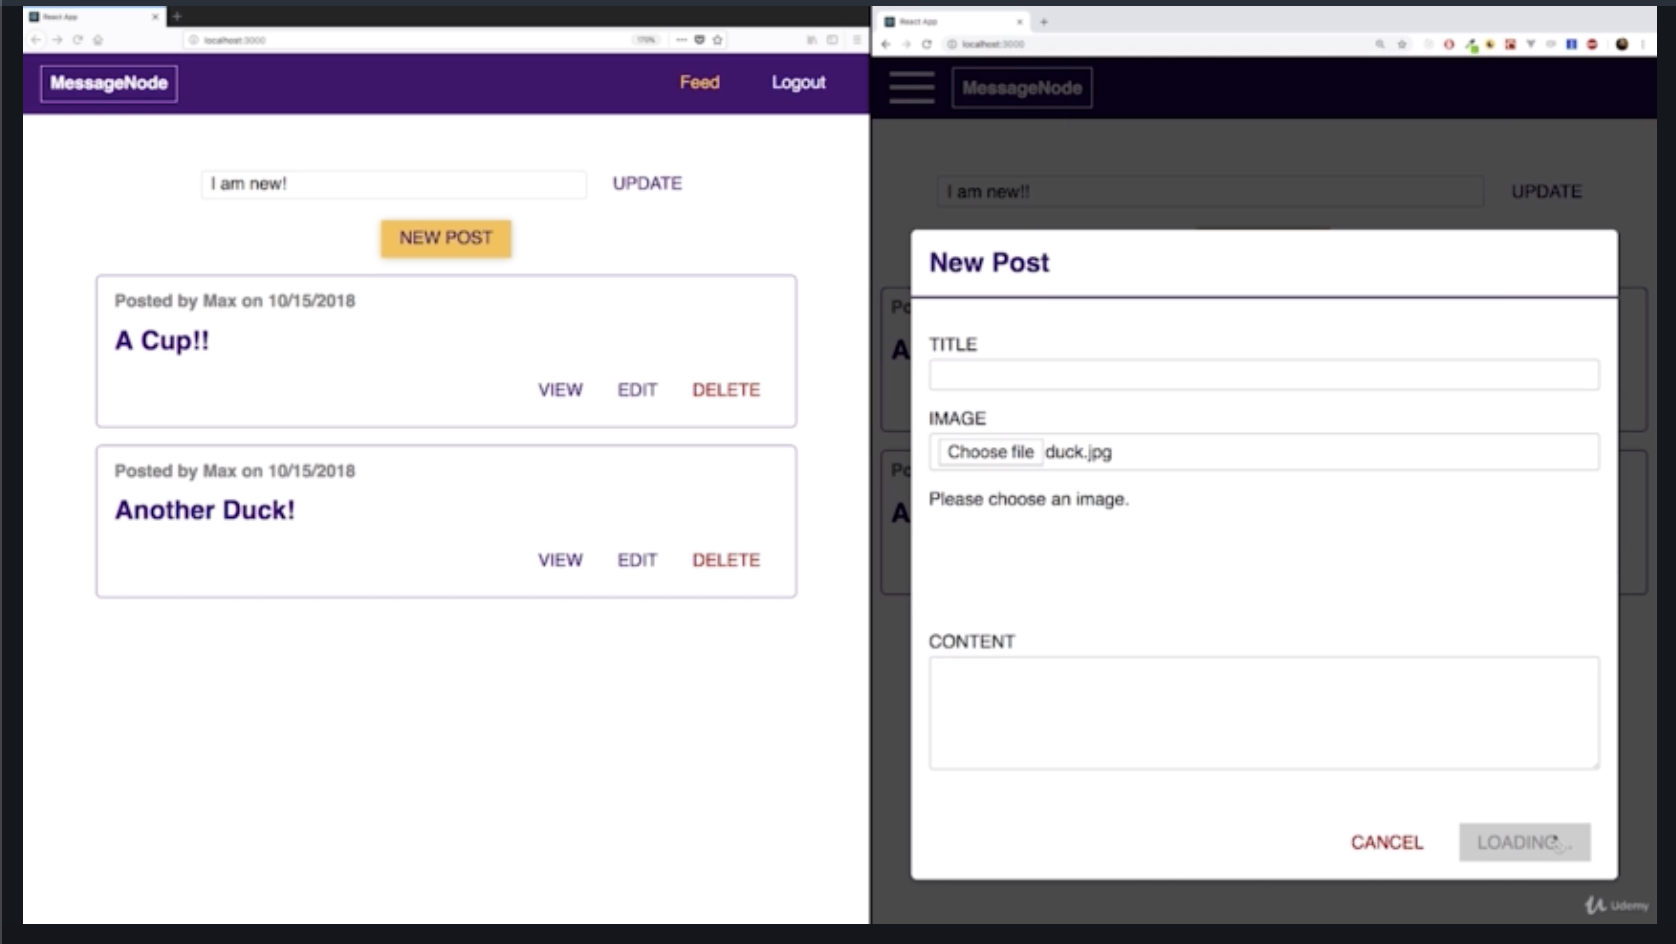 React App
localhost:3000
170%
MessageNode
Feed
Logout
I am new!
UPDATE
NEW POST
Posted by Max on 10/15/2018
A Cup!!
VIEW
EDIT
DELETE
Posted by Max on 10/15/2018
Another Duck!
VIEW
EDIT
DELETE
React App
localhost:3000
MessageNode
I am new!!
UPDATE
Po
A
Po
A
New Post
TITLE
IMAGE
Choose file duck.jpg
Please choose an image.
CONTENT
CANCEL
LOADING...
Udemy